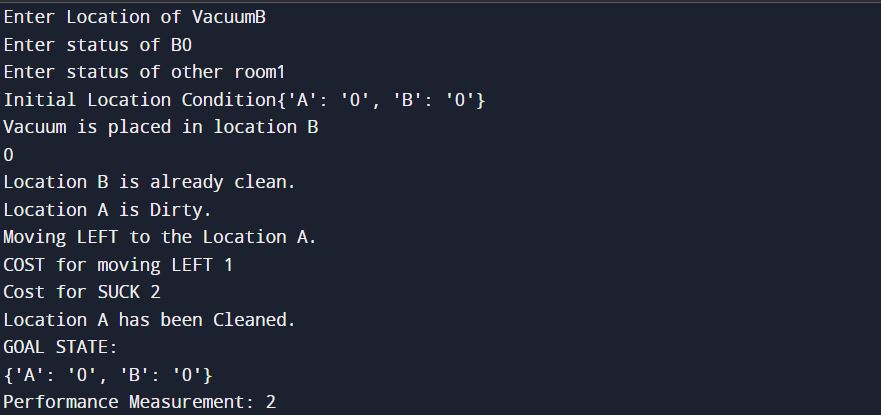 Enter Location of VacuumB
Enter status of B0
Enter status of other room1
Initial Location Condition{'A': '0', 'B': '0'}
Vacuum is placed in location B
0
Location B is already clean.
Location A is Dirty.
Moving LEFT to the Location A.
COST for moving LEFT 1
Cost for SUCK 2
Location A has been Cleaned.
GOAL STATE:
{'A': '0', 'B': '0'}
Performance Measurement: 2